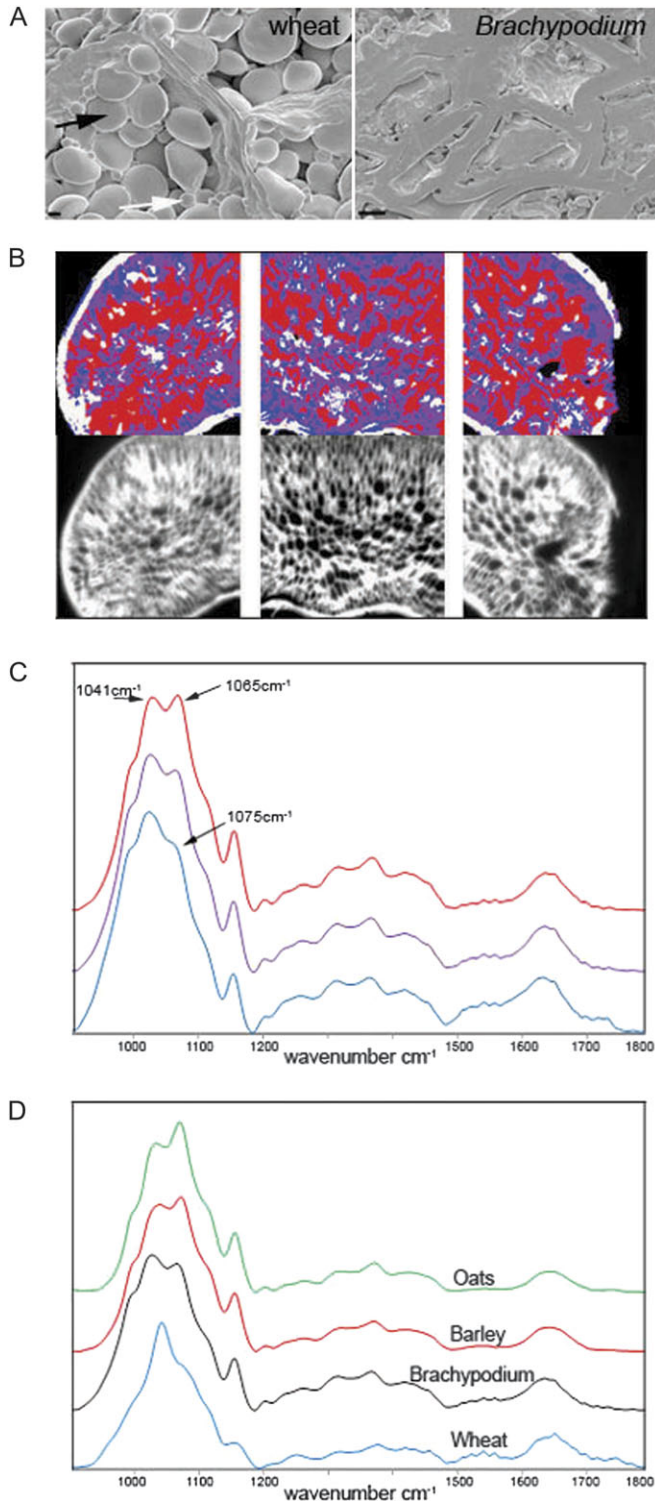 A
wheat
Brachypodium
B
C
1041cm⁻¹
1065cm⁻¹
1075cm⁻¹
1000 1100 1200 1500 1600 1700 1800
wavenumber cm⁻¹
D
Oats
Barley
Brachypodium
Wheat
1000 1100 1200 1500 1600 1700 1800
wavenumber cm⁻¹